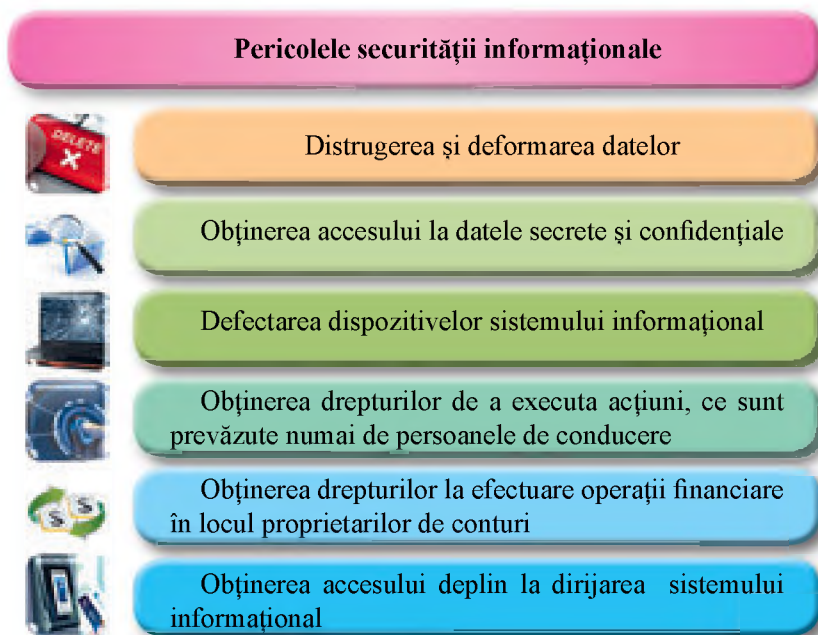 Pericolele securității informaționale
DELETE
X
Distrugerea și deformarea datelor
Obținerea accesului la datele secrete și confidențiale
Defectarea dispozitivelor sistemului informațional
Obținerea drepturilor de a executa acțiuni, ce sunt
prevăzute numai de persoanele de conducere
$ $
Obținerea drepturilor la efectuare operații financiare
în locul proprietarilor de conturi
Obținerea accesului deplin la dirijarea sistemului
informațional